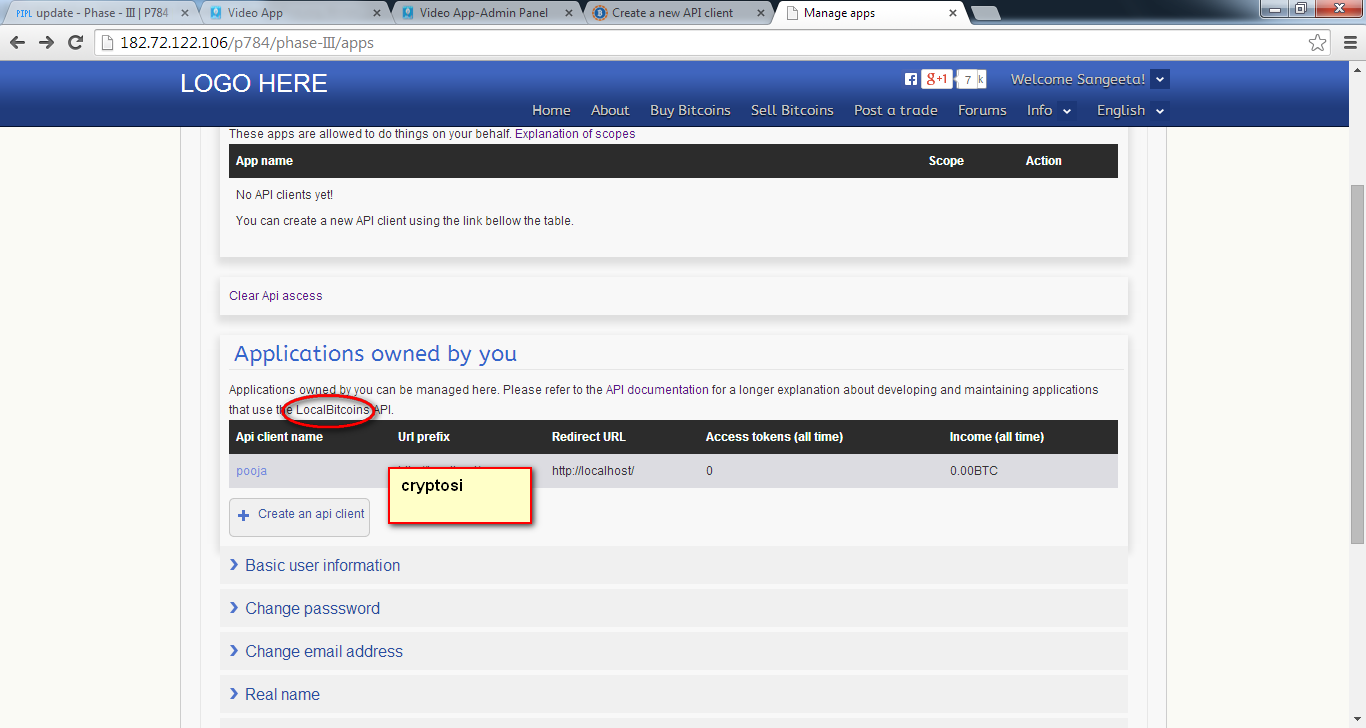 PIPL update - Phase - III | P784
Video App
Video App-Admin Panel
Create a new API client
Manage apps
182.72.122.106/p784/phase-III/apps
LOGO HERE
g+1 7 k Welcome Sangeeta!
Home About Buy Bitcoins Sell Bitcoins Post a trade Forums Info English
These apps are allowed to do things on your behalf. Explanation of scopes
App name Scope Action
No API clients yet!
You can create a new API client using the link bellow the table.
Clear Api ascess
Applications owned by you
Applications owned by you can be managed here. Please refer to the API documentation for a longer explanation about developing and maintaining applications
that use the LocalBitcoins API.
Api client name Url prefix Redirect URL Access tokens (all time) Income (all time)
pooja http://localhost/ 0 0.00BTC
cryptosi
Create an api client
Basic user information
Change passsword
Change email address
Real name